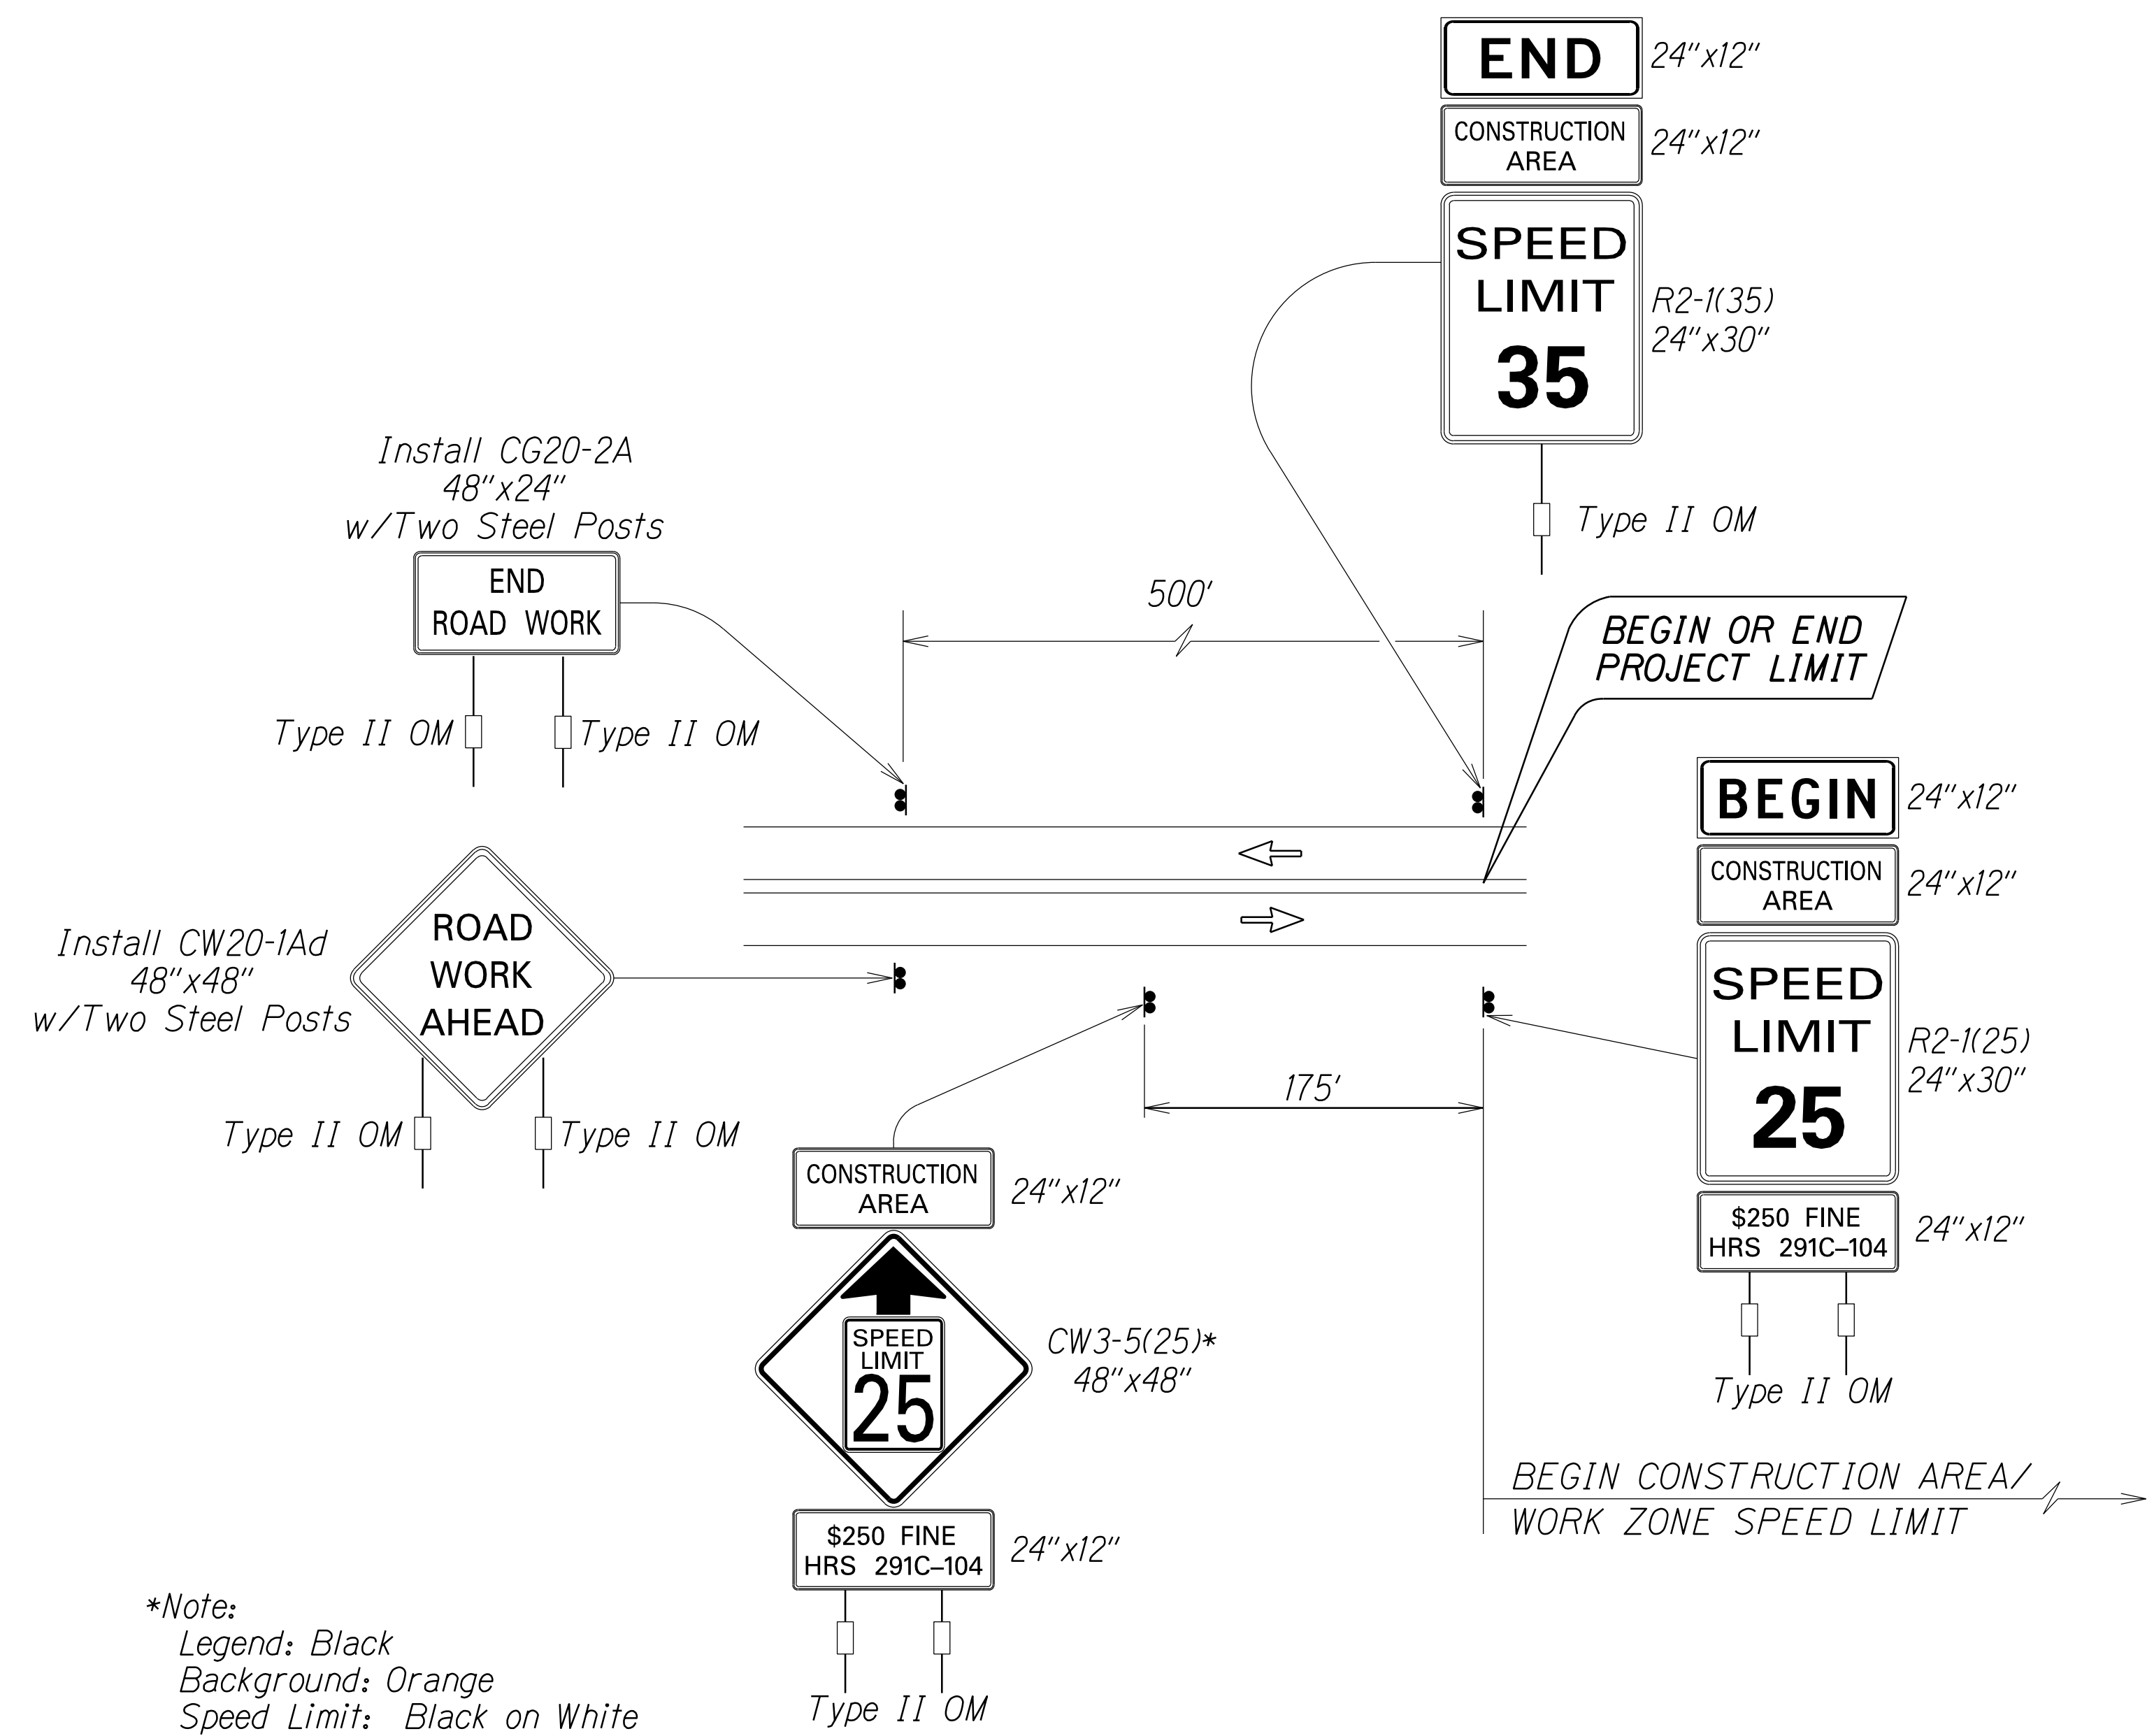 END
24"x12"
CONSTRUCTION
AREA
24"x12"
SPEED
LIMIT
35
R2-1(35)
24"x30"
Type II OM
Install CG20-2A
48"x24"
w/Two Steel Posts
END
ROAD WORK
Type II OM
Type II OM
500'
BEGIN OR END
PROJECT LIMIT
BEGIN
24"x12"
CONSTRUCTION
AREA
24"x12"
SPEED
LIMIT
25
R2-1(25)
24"x30"
$250 FINE
HRS 291C–104
24"x12"
Type II OM
Install CW20-1Ad
48"x48"
w/Two Steel Posts
ROAD
WORK
AHEAD
Type II OM
Type II OM
175'
CONSTRUCTION
AREA
24"x12"
SPEED
LIMIT
25
CW3-5(25)*
48"x48"
$250 FINE
HRS 291C–104
24"x12"
Type II OM
BEGIN CONSTRUCTION AREA/
WORK ZONE SPEED LIMIT
*Note:
Legend: Black
Background: Orange
Speed Limit: Black on White